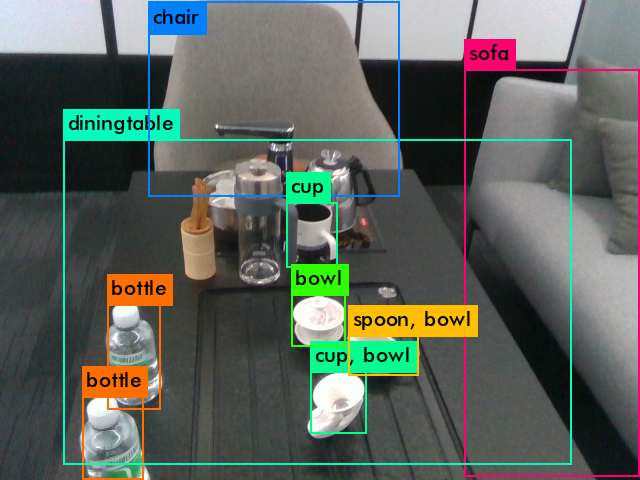 chair
sofa
diningtable
cup
bowl
bottle
spoon, bowl
cup, bowl
bottle